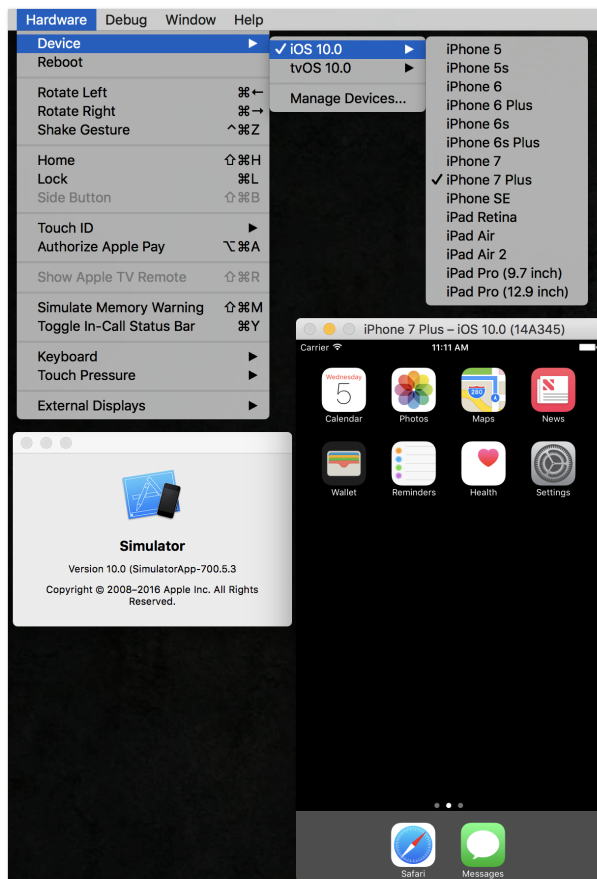 Hardware Debug Window Help
Device ▶
Reboot
Rotate Left ⌘←
Rotate Right ⌘→
Shake Gesture ^⌘Z
Home ⇧⌘H
Lock ⌘L
Side Button ⇧⌘B
Touch ID ▶
Authorize Apple Pay ⌥⌘A
Show Apple TV Remote ⇧⌘R
Simulate Memory Warning ⇧⌘M
Toggle In-Call Status Bar ⌘Y
Keyboard ▶
Touch Pressure ▶
External Displays ▶
✓ iOS 10.0 ▶
tvOS 10.0 ▶
Manage Devices...
iPhone 5
iPhone 5s
iPhone 6
iPhone 6 Plus
iPhone 6s
iPhone 6s Plus
iPhone 7
✓ iPhone 7 Plus
iPhone SE
iPad Retina
iPad Air
iPad Air 2
iPad Pro (9.7 inch)
iPad Pro (12.9 inch)
Simulator
Version 10.0 (SimulatorApp-700.5.3
Copyright © 2008–2016 Apple Inc. All Rights
Reserved.
iPhone 7 Plus – iOS 10.0 (14A345)
Carrier 11:11 AM
Wednesday
5
280
Calendar Photos Maps News
Wallet Reminders Health Settings
Safari Messages